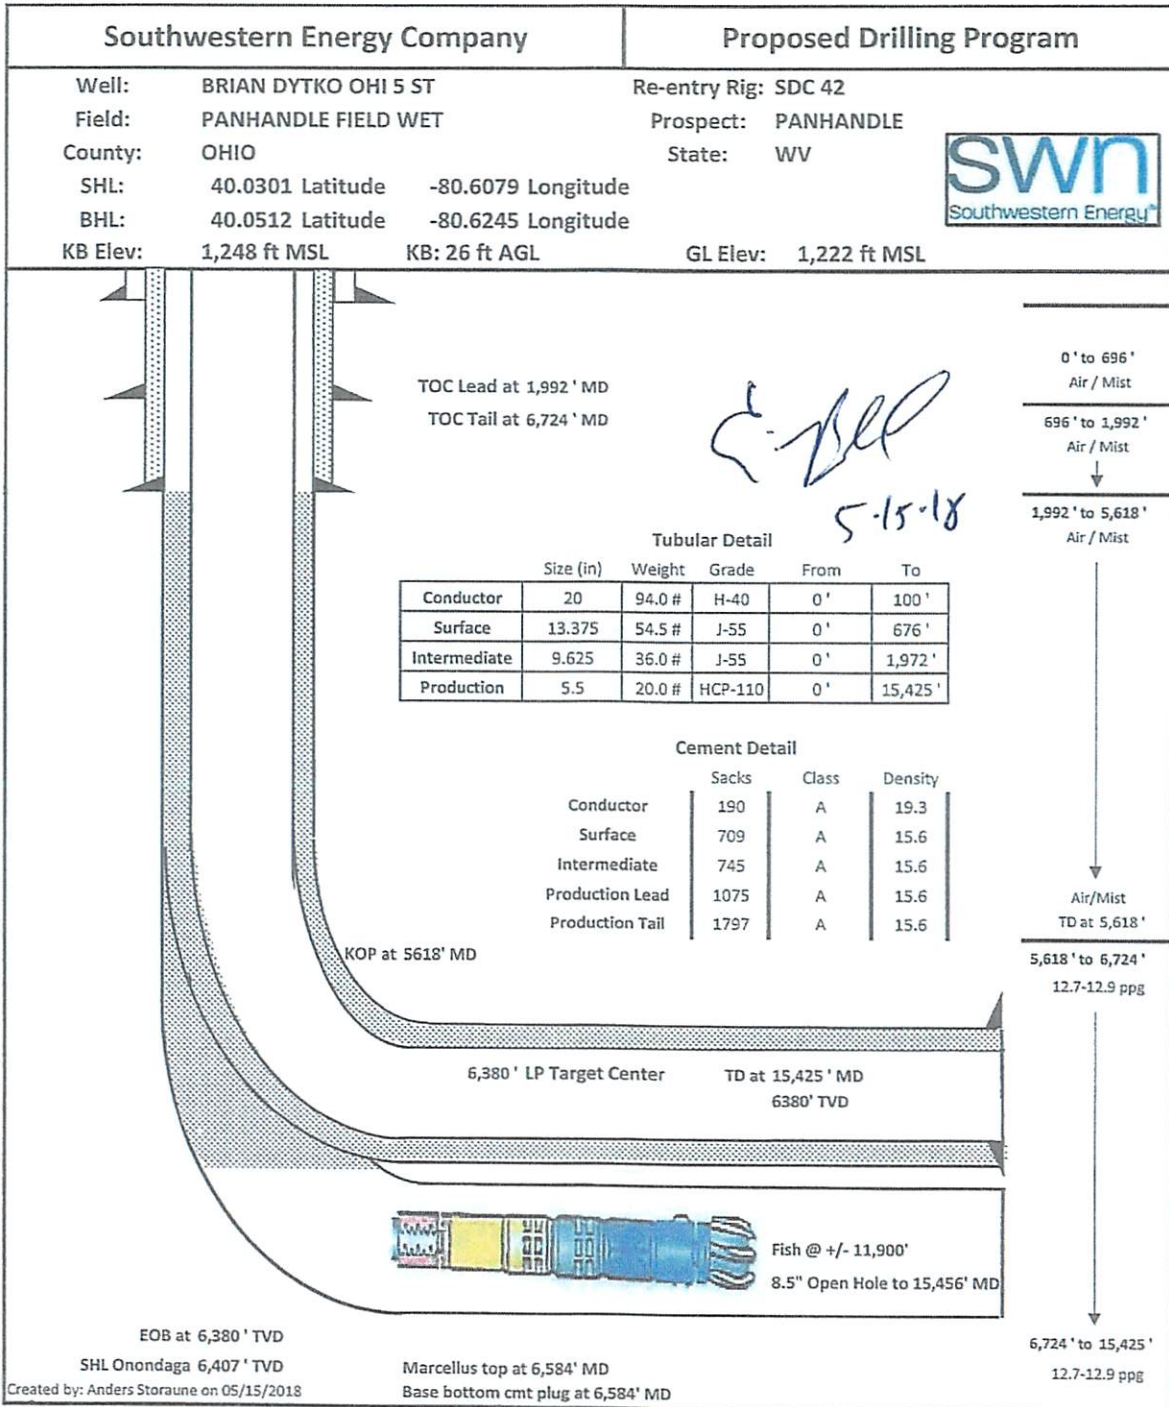 Southwestern Energy Company
Proposed Drilling Program
Well: BRIAN DYTKO OHI 5 ST Re-entry Rig: SDC 42
Field: PANHANDLE FIELD WET Prospect: PANHANDLE
County: OHIO State: WV
SHL: 40.0301 Latitude -80.6079 Longitude
BHL: 40.0512 Latitude -80.6245 Longitude
KB Elev: 1,248 ft MSL KB: 26 ft AGL GL Elev: 1,222 ft MSL
swn
Southwestern Energy
TOC Lead at 1,992 ' MD
TOC Tail at 6,724 ' MD
5-15-18
0 ' to 696 '
Air / Mist
696 ' to 1,992 '
Air / Mist
1,992 ' to 5,618 '
Air / Mist
Tubular Detail
Size (in) Weight Grade From To
Conductor 20 94.0 # H-40 0 ' 100 '
Surface 13.375 54.5 # J-55 0 ' 676 '
Intermediate 9.625 36.0 # J-55 0 ' 1,972 '
Production 5.5 20.0 # HCP-110 0 ' 15,425 '
Cement Detail
Sacks Class Density
Conductor 190 A 19.3
Surface 709 A 15.6
Intermediate 745 A 15.6
Production Lead 1075 A 15.6
Production Tail 1797 A 15.6
Air/Mist
TD at 5,618 '
KOP at 5618' MD
5,618 ' to 6,724 '
12.7-12.9 ppg
6,380 ' LP Target Center
TD at 15,425 ' MD
6380' TVD
Fish @ +/- 11,900'
8.5" Open Hole to 15,456' MD
EOB at 6,380 ' TVD
SHL Onondaga 6,407 ' TVD
Marcellus top at 6,584' MD
Base bottom cmt plug at 6,584' MD
6,724 ' to 15,425 '
12.7-12.9 ppg
Created by: Anders Storaune on 05/15/2018